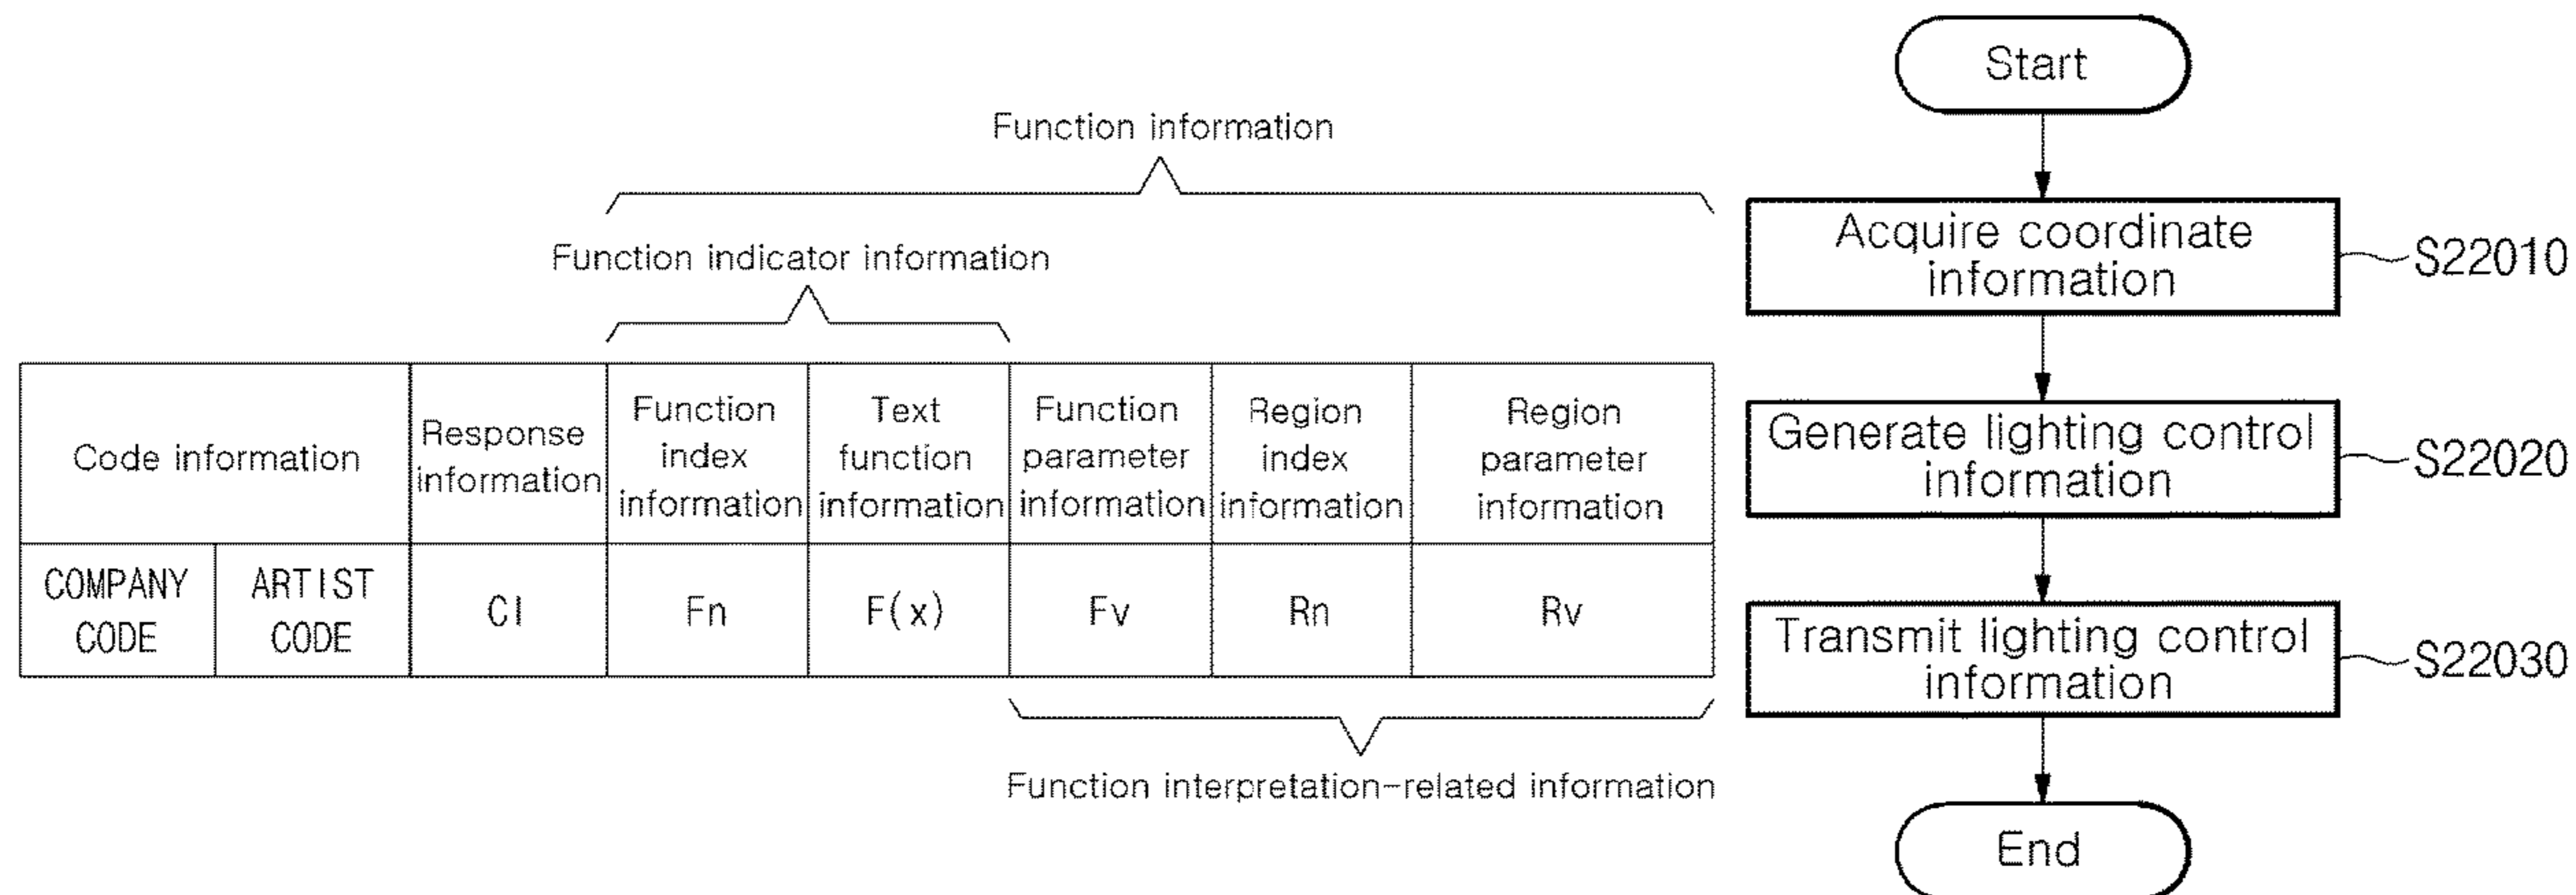 Function information
Function indicator information
Code information
Response
information
Function
index
information
Text
function
information
Function
parameter
information
Region
index
information
Region
parameter
information
COMPANY
CODE
ARTIST
CODE
CI
Fn
F(x)
Fv
Rn
Rv
Function interpretation-related information
Start
Acquire coordinate
information
S22010
Generate lighting control
information
S22020
Transmit lighting control
information
S22030
End